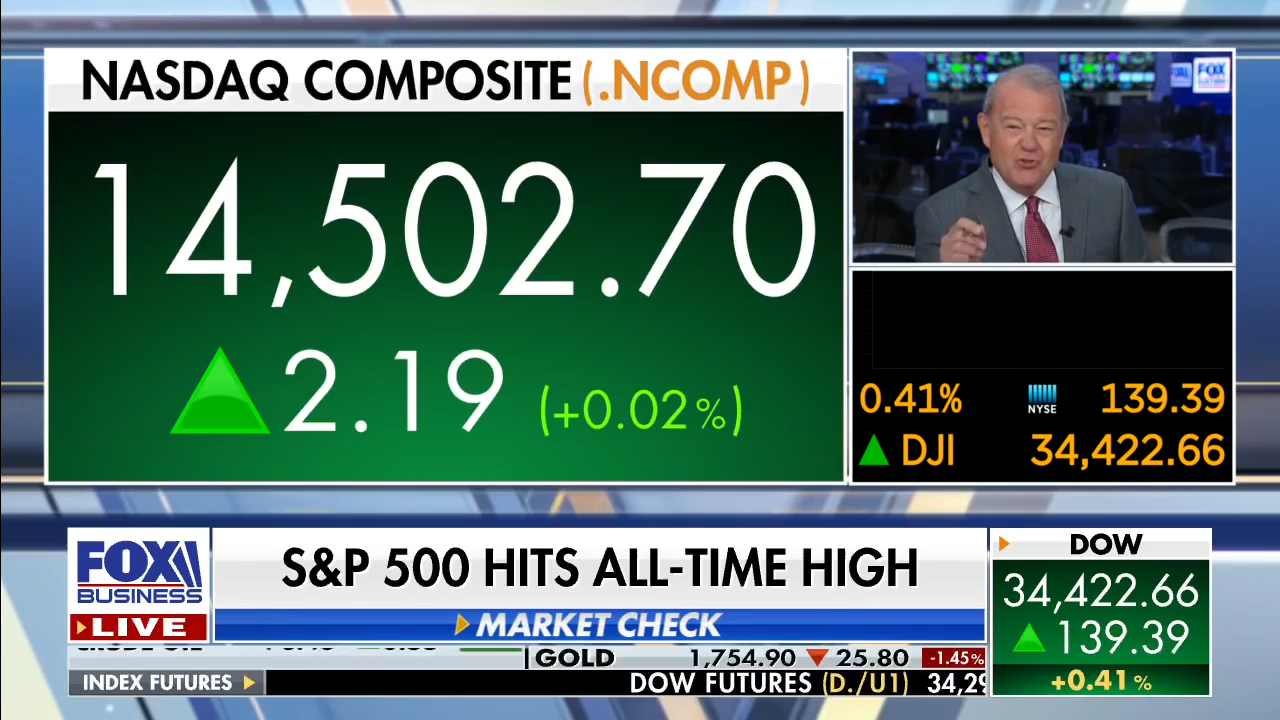 NASDAQ COMPOSITE (.NCOMP)
14,502.70
2.19 (+0.02%)
FOX
0.41% NYSE 139.39
DJI 34,422.66
FOX BUSINESS
LIVE
S&P 500 HITS ALL-TIME HIGH
MARKET CHECK
DOW
34,422.66
139.39
+0.41%
GOLD 1,754.90 25.80 -1.45%
INDEX FUTURES DOW FUTURES (D./U1)